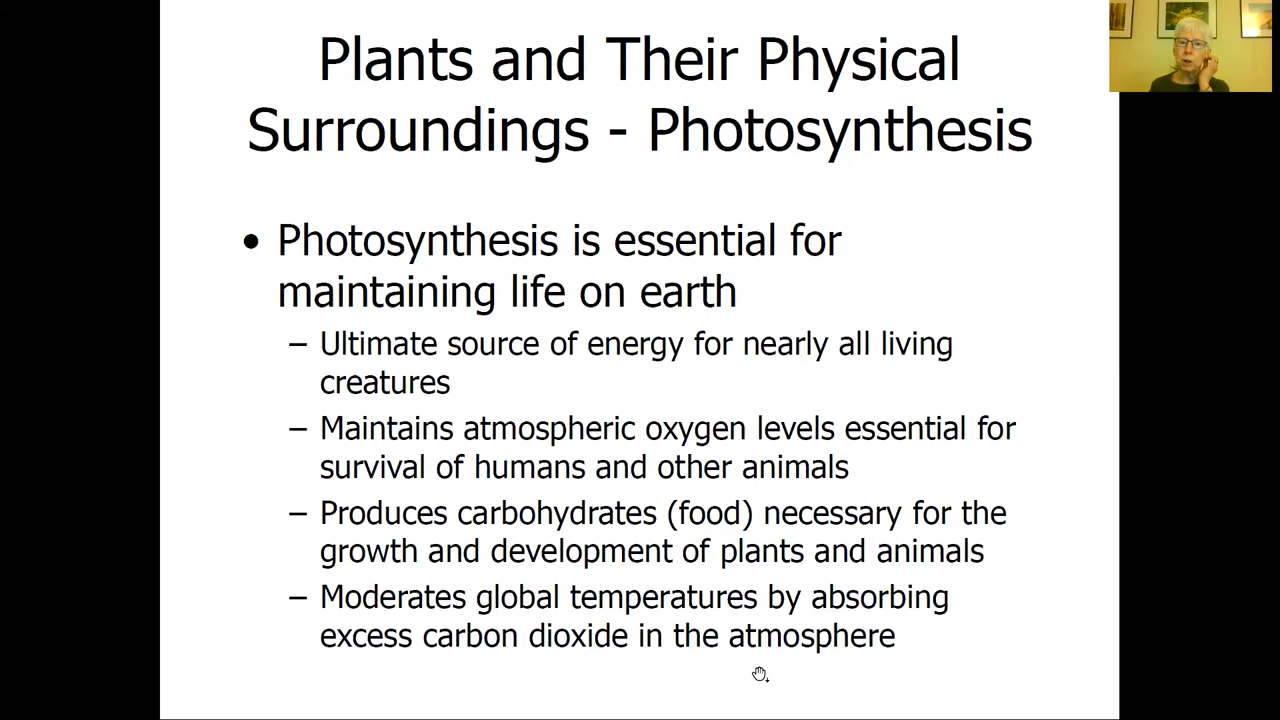 Plants and Their Physical
Surroundings - Photosynthesis
• Photosynthesis is essential for
maintaining life on earth
– Ultimate source of energy for nearly all living
creatures
– Maintains atmospheric oxygen levels essential for
survival of humans and other animals
– Produces carbohydrates (food) necessary for the
growth and development of plants and animals
– Moderates global temperatures by absorbing
excess carbon dioxide in the atmosphere